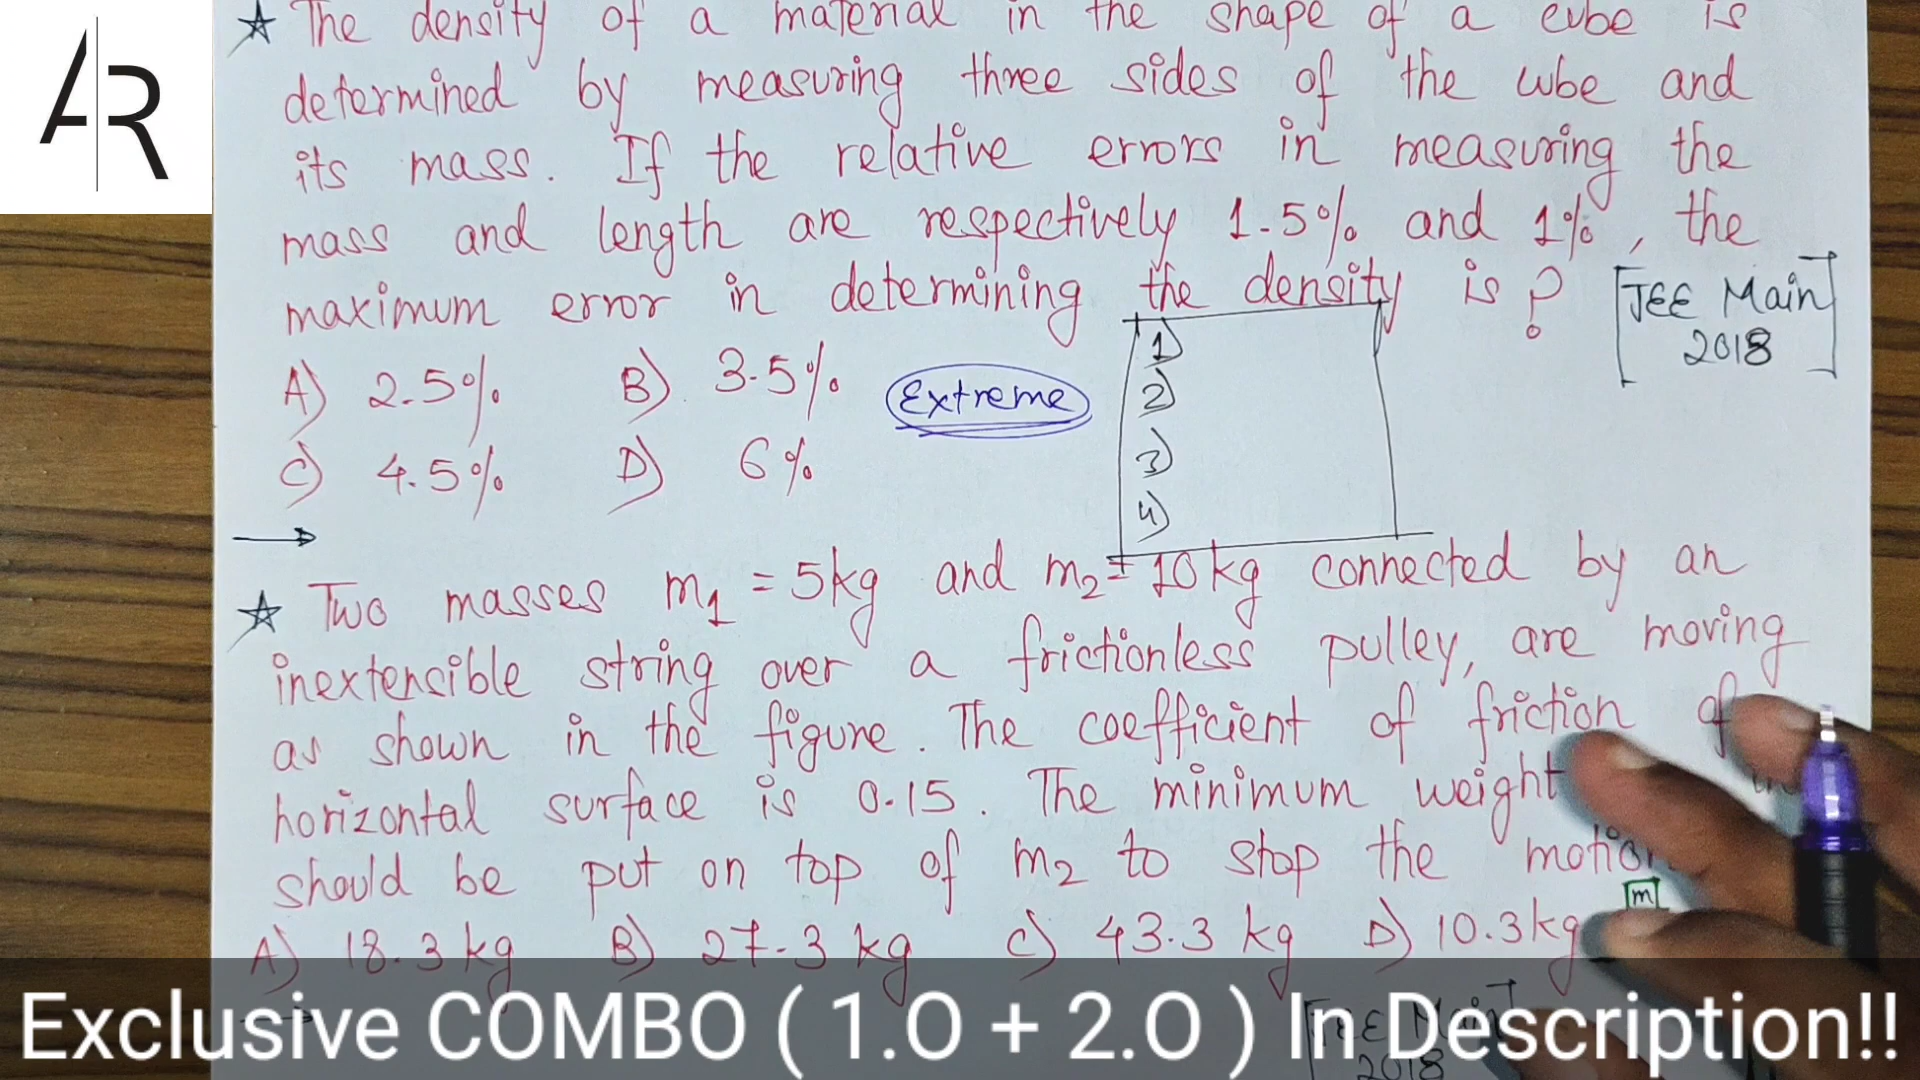 AR
☆ The density of a material in the shape of a cube is
determined by measuring three sides of the cube and
its mass. If the relative errors in measuring the
mass and length are respectively 1.5% and 1%, the
maximum error in determining the density is?
[JEE Main
2018]
A) 2.5% B) 3.5%
C) 4.5% D) 6%
Extreme
1)
2)
3)
4)
→
☆ Two masses m₁ = 5kg and m₂ = 10kg connected by an
inextensible string over a frictionless pulley, are moving
as shown in the figure. The coefficient of friction of
horizontal surface is 0.15. The minimum weight
should be put on top of m₂ to stop the motion
m
A) 18.3 kg B) 27.3 kg C) 43.3 kg D) 10.3kg
[JEE Main
2018
Exclusive COMBO ( 1.O + 2.O ) In Description!!